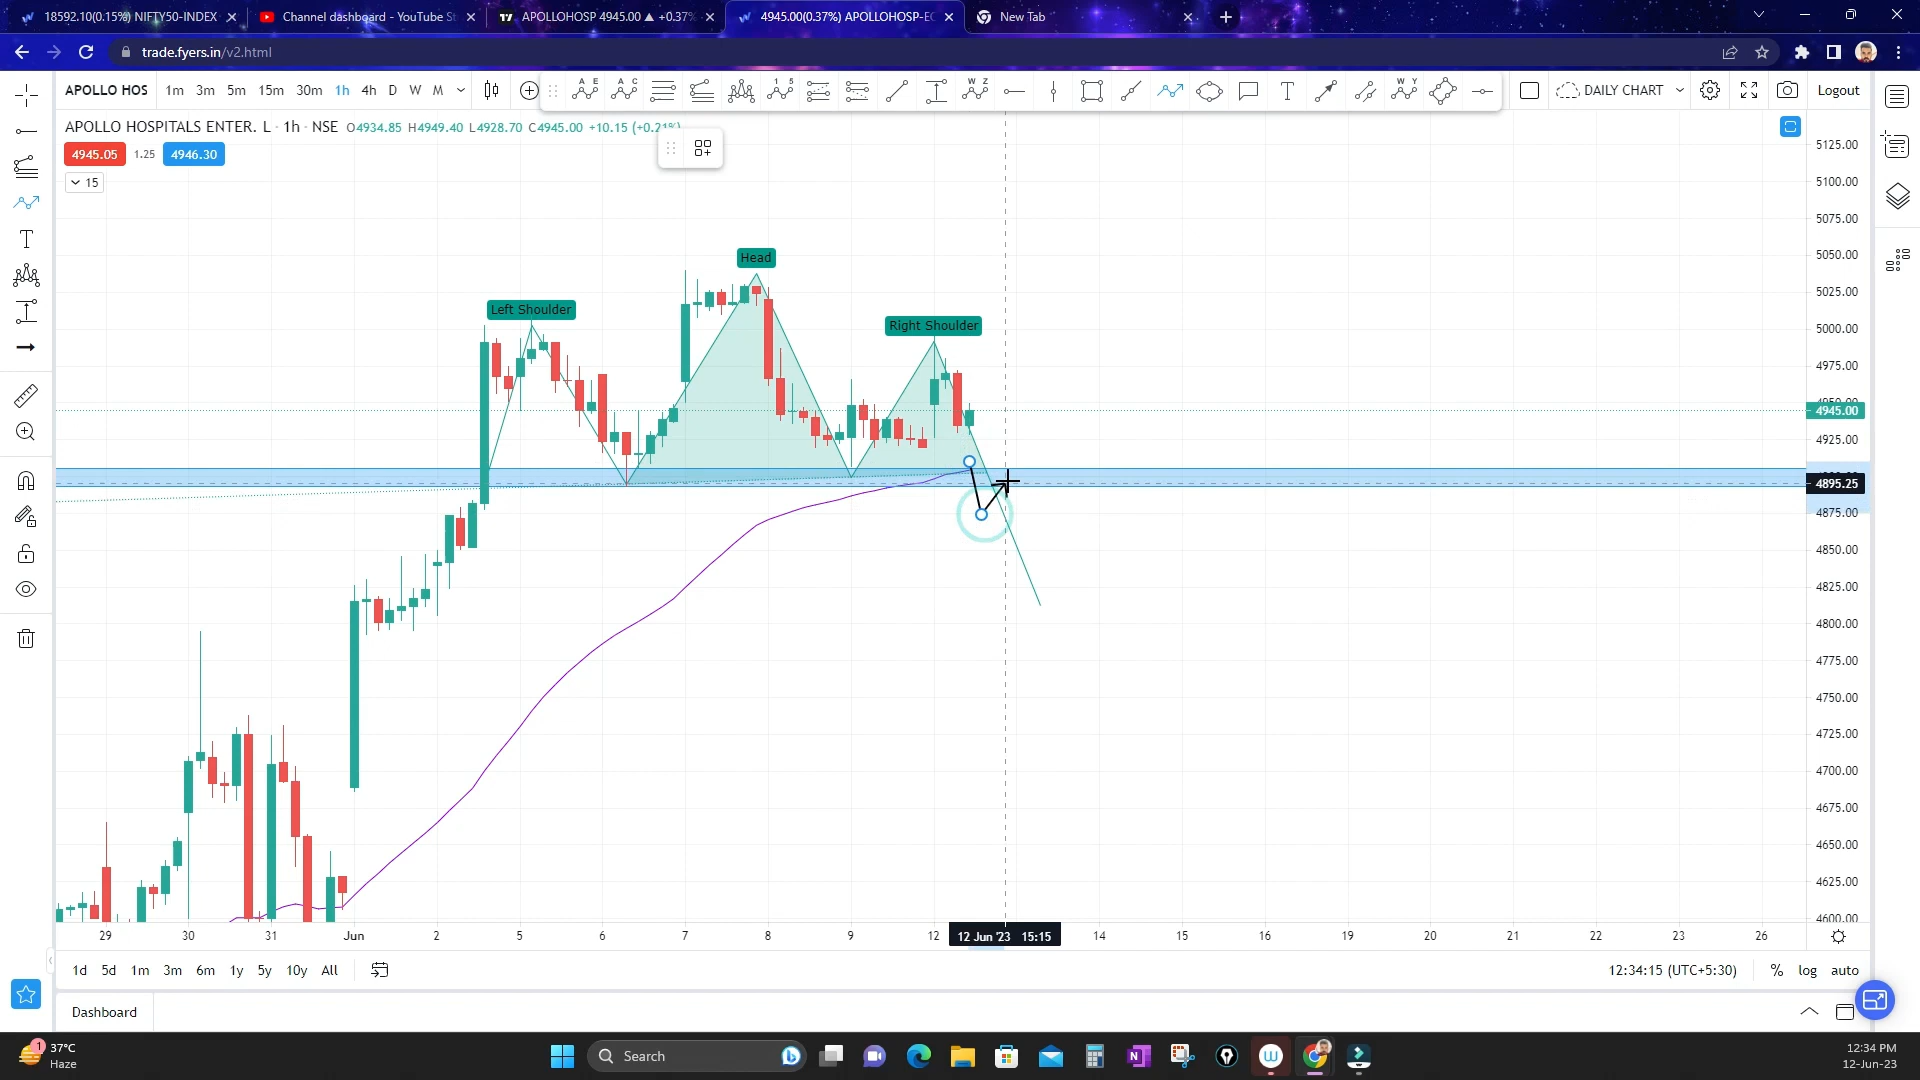 18592.10(0.15%) NIFTY50-INDEX
Channel dashboard - YouTube St
APOLLOHOSP 4945.00 ▲ +0.37%
4945.00(0.37%) APOLLOHOSP-EQ
New Tab
trade.fyers.in/v2.html
APOLLO HOS 1m 3m 5m 15m 30m 1h 4h D W M
DAILY CHART
Logout
APOLLO HOSPITALS ENTER. L · 1h · NSE O4934.85 H4949.40 L4928.70 C4945.00 +10.15 (+0.21%)
4945.05 1.25 4946.30
15
Head
Left Shoulder
Right Shoulder
5125.00
5100.00
5075.00
5050.00
5025.00
5000.00
4975.00
4945.00
4925.00
4895.25
4875.00
4850.00
4825.00
4800.00
4775.00
4750.00
4725.00
4700.00
4675.00
4650.00
4625.00
4600.00
29 30 31 Jun 2 5 6 7 8 9 12 12 Jun '23 15:15 14 15 16 19 20 21 22 23 26
1d 5d 1m 3m 6m 1y 5y 10y All
12:34:15 (UTC+5:30) % log auto
Dashboard
1
37°C
Haze
Search
12:34 PM
12-Jun-23